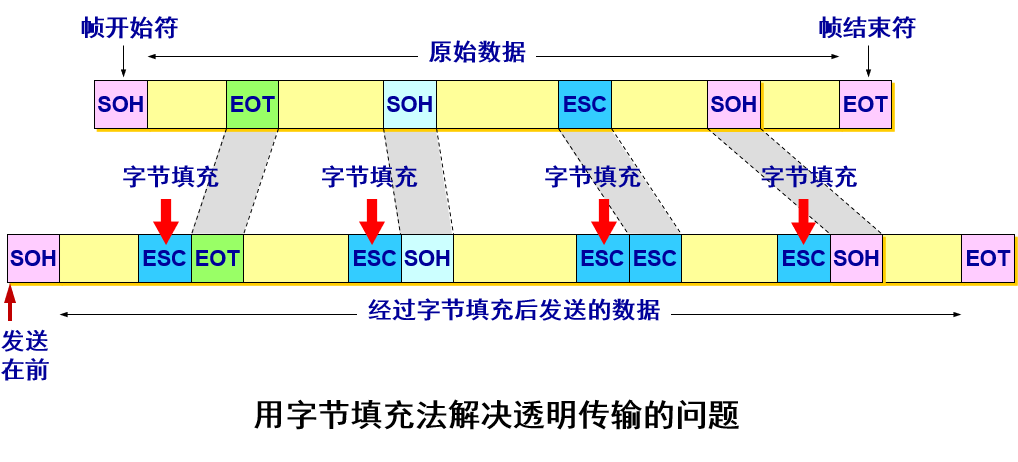 帧开始符
原始数据
帧结束符
SOH EOT SOH ESC SOH EOT
字节填充 字节填充 字节填充 字节填充
SOH ESC EOT ESC SOH ESC ESC ESC SOH EOT
经过字节填充后发送的数据
发送
在前
用字节填充法解决透明传输的问题